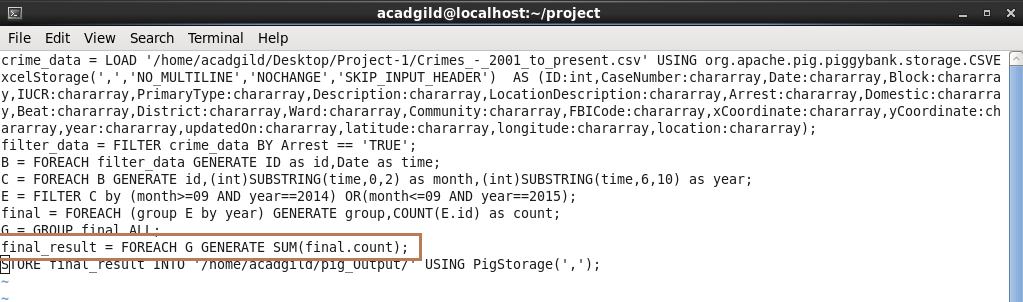 acadgild@localhost:~/project
File Edit View Search Terminal Help
crime_data = LOAD '/home/acadgild/Desktop/Project-1/Crimes_-_2001_to_present.csv' USING org.apache.pig.piggybank.storage.CSVE
xcelStorage(',','NO_MULTILINE','NOCHANGE','SKIP_INPUT_HEADER')  AS (ID:int,CaseNumber:chararray,Date:chararray,Block:chararra
y,IUCR:chararray,PrimaryType:chararray,Description:chararray,LocationDescription:chararray,Arrest:chararray,Domestic:chararra
y,Beat:chararray,District:chararray,Ward:chararray,Community:chararray,FBICode:chararray,xCoordinate:chararray,yCoordinate:ch
ararray,year:chararray,updatedOn:chararray,latitude:chararray,longitude:chararray,location:chararray);
filter_data = FILTER crime_data BY Arrest == 'TRUE';
B = FOREACH filter_data GENERATE ID as id,Date as time;
C = FOREACH B GENERATE id,(int)SUBSTRING(time,0,2) as month,(int)SUBSTRING(time,6,10) as year;
E = FILTER C by (month>=09 AND year==2014) OR(month<=09 AND year==2015);
final = FOREACH (group E by year) GENERATE group,COUNT(E.id) as count;
G = GROUP final ALL;
final_result = FOREACH G GENERATE SUM(final.count);
STORE final_result INTO '/home/acadgild/pig_Output/' USING PigStorage(',');
~
~